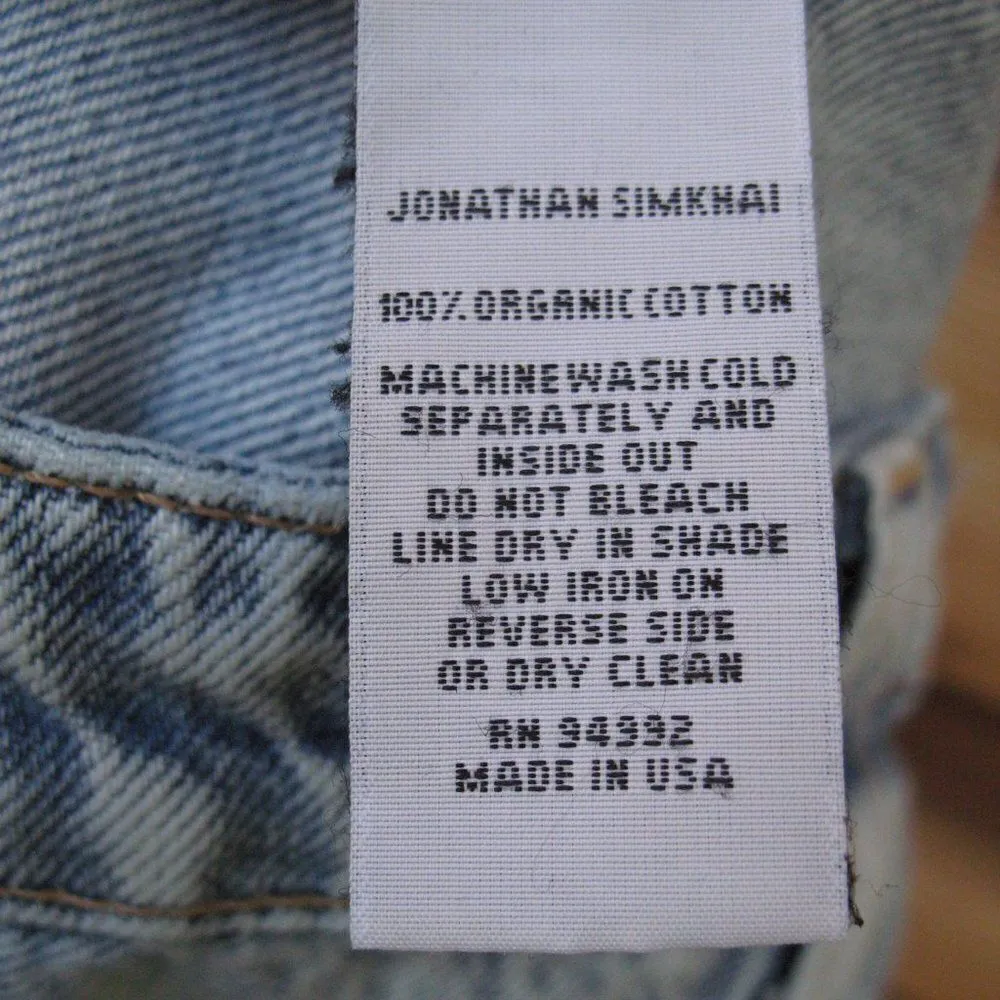 JONATHAN SIMKHAI
100% ORGANIC COTTON
MACHINE WASH COLD
SEPARATELY AND
INSIDE OUT
DO NOT BLEACH
LINE DRY IN SHADE
LOW IRON ON
REVERSE SIDE
OR DRY CLEAN
RN 94992
MADE IN USA